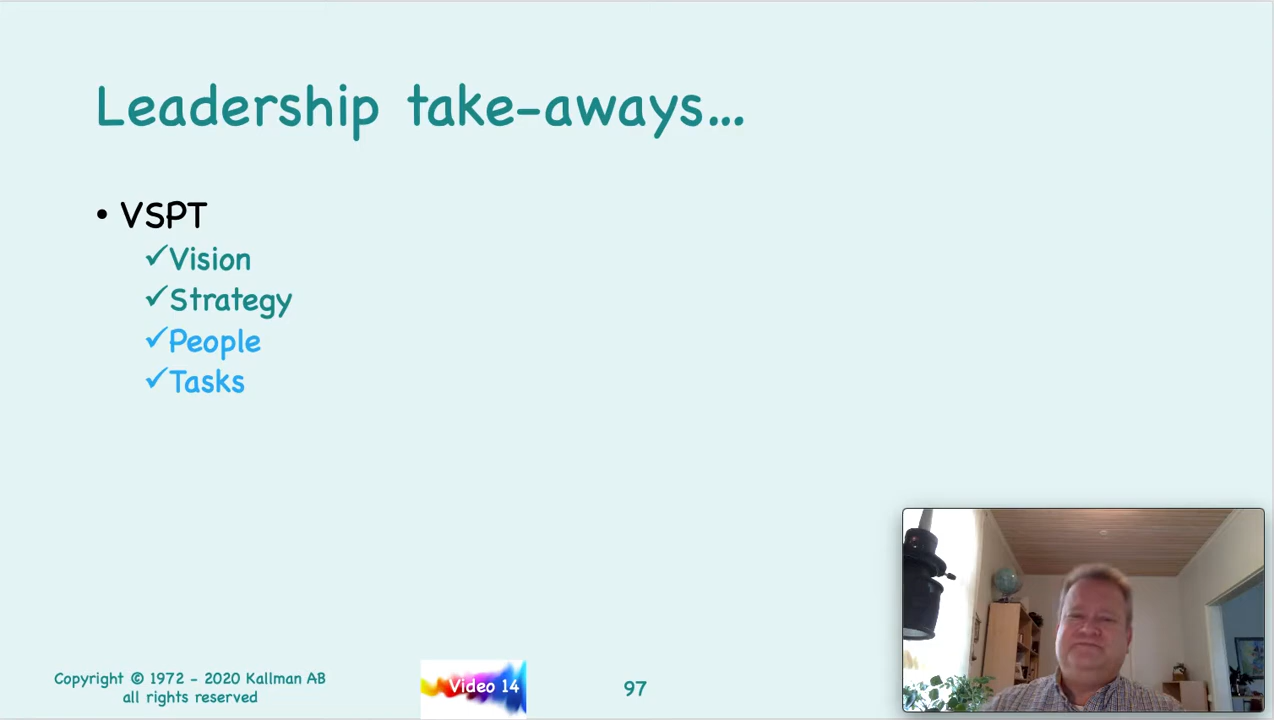 Leadership take-aways...
• VSPT
✓Vision
✓Strategy
✓People
✓Tasks
Copyright © 1972 - 2020 Kallman AB
all rights reserved
Video 14
97